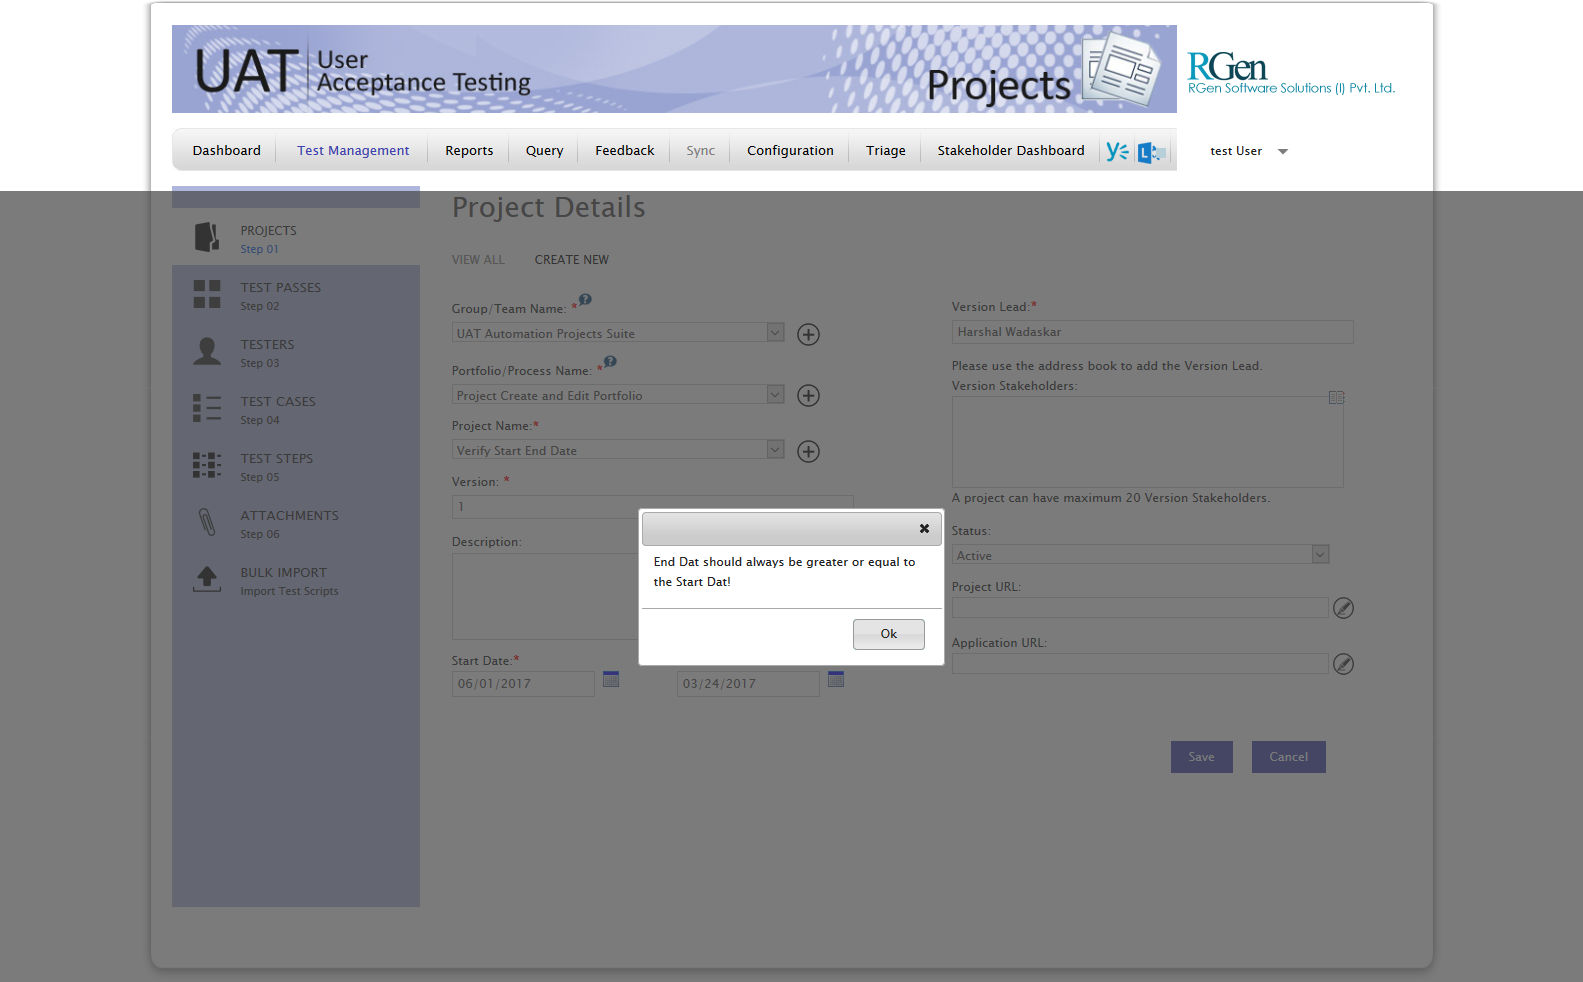 UAT
User
Acceptance Testing
Projects
RGen
RGen Software Solutions (I) Pvt. Ltd.
Dashboard
Test Management
Reports
Query
Feedback
Sync
Configuration
Triage
Stakeholder Dashboard
test User
PROJECTS
Step 01
TEST PASSES
Step 02
TESTERS
Step 03
TEST CASES
Step 04
TEST STEPS
Step 05
ATTACHMENTS
Step 06
BULK IMPORT
Import Test Scripts
Project Details
VIEW ALL
CREATE NEW
Group/Team Name: *
UAT Automation Projects Suite
Portfolio/Process Name: *
Project Create and Edit Portfolio
Project Name:*
Verify Start End Date
Version: *
1
Description:
Start Date:*
06/01/2017
03/24/2017
Version Lead:*
Harshal Wadaskar
Please use the address book to add the Version Lead.
Version Stakeholders:
A project can have maximum 20 Version Stakeholders.
Status:
Active
Project URL:
Application URL:
Save
Cancel
End Dat should always be greater or equal to
the Start Dat!
Ok